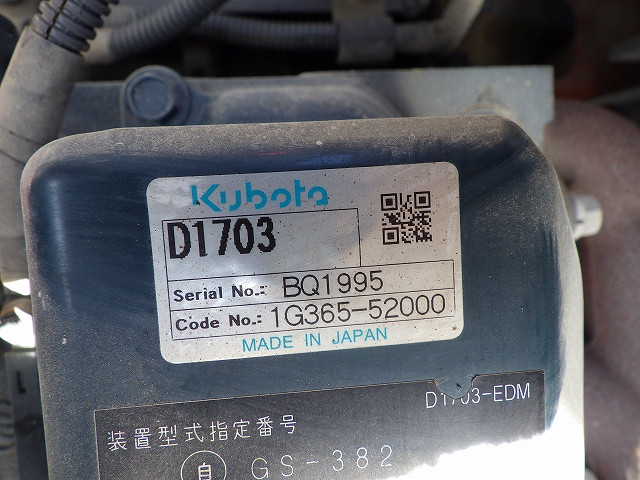 Kubota
D1703
Serial No.: BQ1995
Code No.: 1G365-52000
MADE IN JAPAN
D1703-EDM
装置型式指定番号
自 GS-382
L